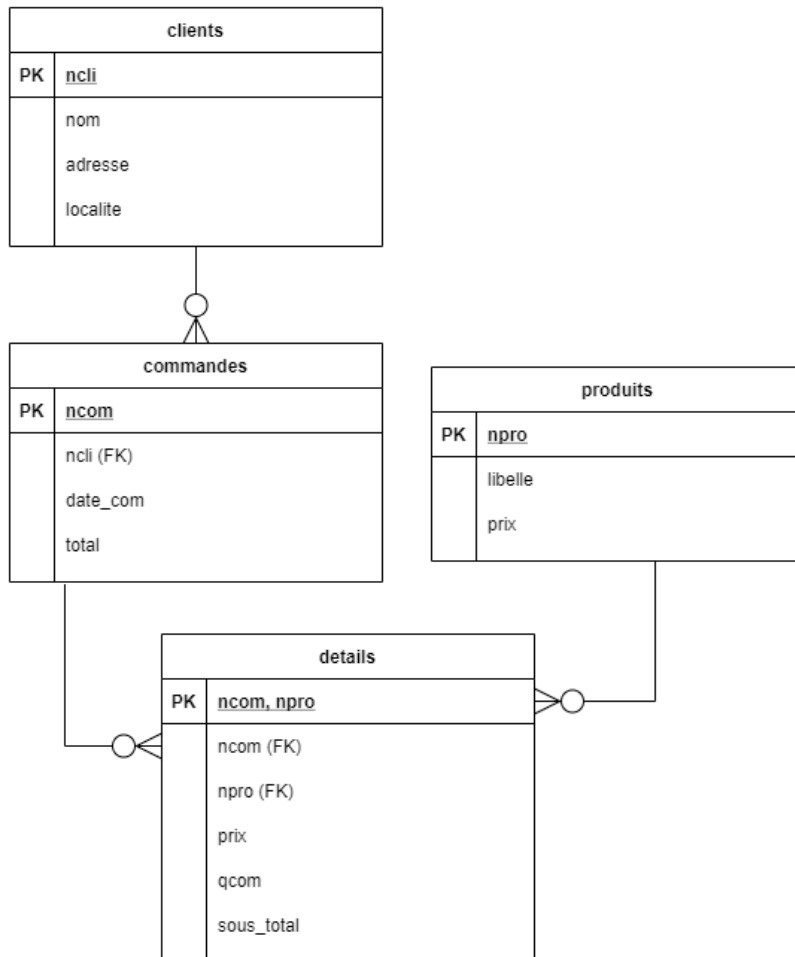 clients
PK ncli
nom
adresse
localite
commandes
PK ncom
ncli (FK)
date_com
total
produits
PK npro
libelle
prix
details
PK ncom, npro
ncom (FK)
npro (FK)
prix
qcom
sous_total